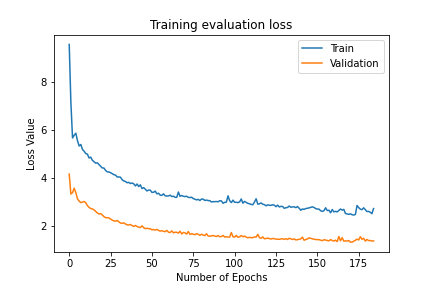 Training evaluation loss
Train
Validation
Loss Value
8
6
4
2
0
25
50
75
100
125
150
175
Number of Epochs